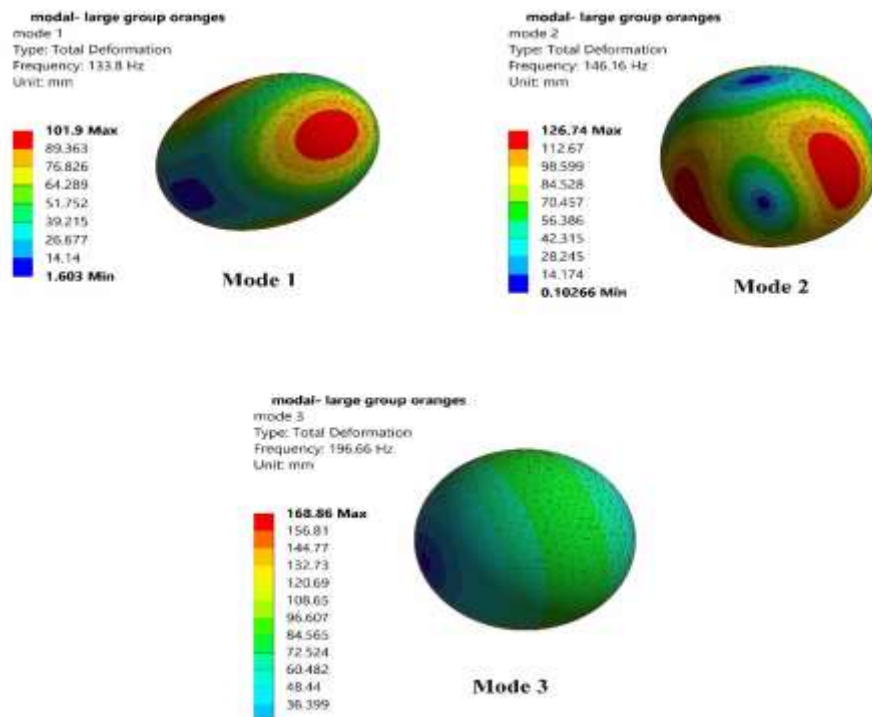 modal- large group oranges
mode 1
Type: Total Deformation
Frequency: 133.8 Hz
Unit: mm
101.9 Max
89.363
76.826
64.289
51.752
39.215
26.677
14.14
1.603 Min
Mode 1
modal- large group oranges
mode 2
Type: Total Deformation
Frequency: 146.16 Hz
Unit: mm
126.74 Max
112.67
98.599
84.528
70.457
56.386
42.315
28.245
14.174
0.10266 Min
Mode 2
modal- large group oranges
mode 3
Type: Total Deformation
Frequency: 196.66 Hz
Unit: mm
168.86 Max
156.81
144.77
132.73
120.69
108.65
96.607
84.565
72.524
60.482
48.44
36.399
Mode 3